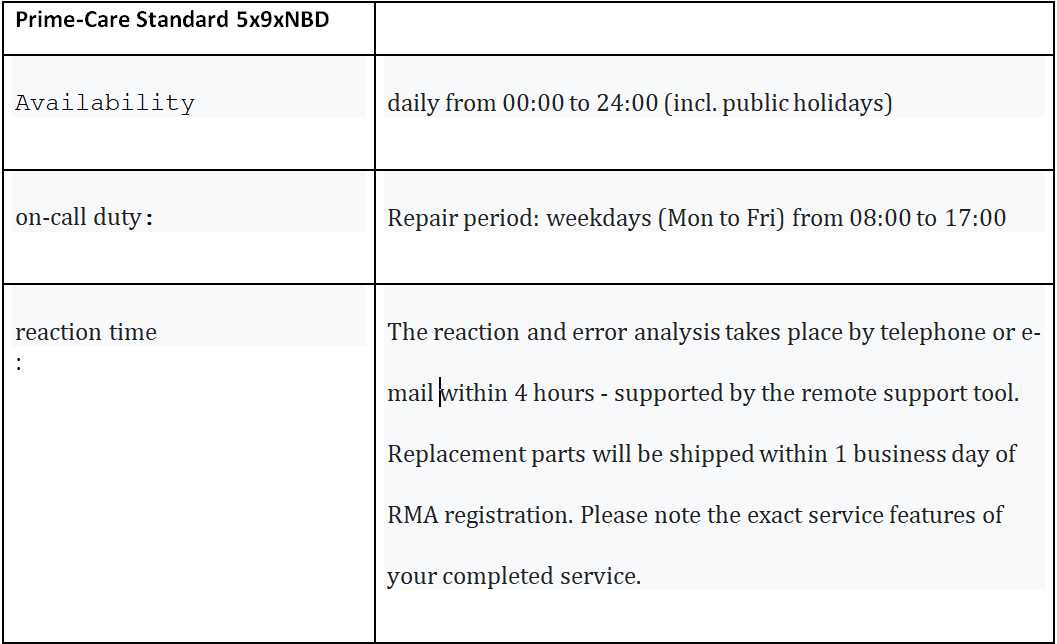 Prime-Care Standard 5x9xNBD
Availability
daily from 00:00 to 24:00 (incl. public holidays)
on-call duty:
Repair period: weekdays (Mon to Fri) from 08:00 to 17:00
reaction time
:
The reaction and error analysis takes place by telephone or e-
mail within 4 hours - supported by the remote support tool.
Replacement parts will be shipped within 1 business day of
RMA registration. Please note the exact service features of
your completed service.